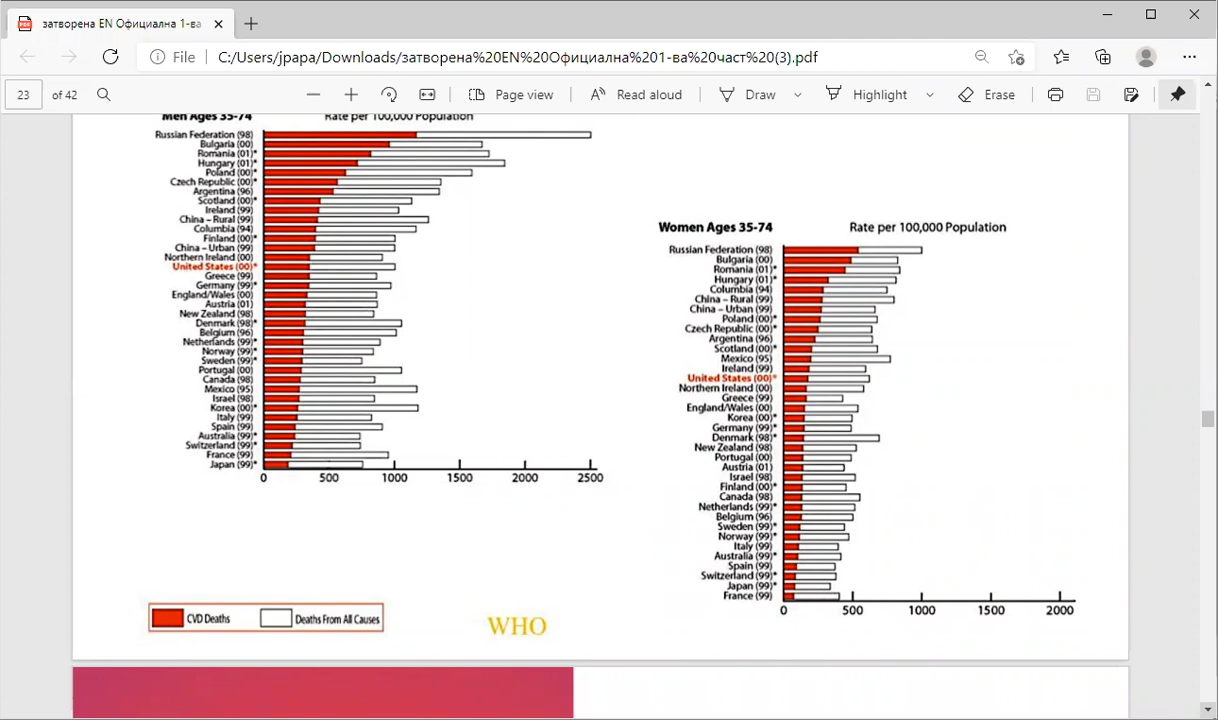 затворена EN Официална 1-ва
File C:/Users/jpapa/Downloads/затворена%20EN%20Официална%201-ва%20част%20(3).pdf
23 of 42 Page view Read aloud Draw Highlight Erase
Men Ages 35-74 Rate per 100,000 Population
Russian Federation (98)
Bulgaria (00)
Romania (01)*
Hungary (01)*
Poland (00)*
Czech Republic (00)*
Argentina (96)
Scotland (00)*
Ireland (99)
China – Rural (99)
Columbia (94)
Finland (00)*
China – Urban (99)
Northern Ireland (00)
United States (00)*
Greece (99)
Germany (99)*
England/Wales (00)
Austria (01)
New Zealand (98)
Denmark (98)*
Belgium (96)
Netherlands (99)*
Norway (99)*
Sweden (99)*
Portugal (00)
Canada (98)
Mexico (95)
Israel (98)
Korea (00)*
Italy (99)
Spain (99)
Australia (99)*
Switzerland (99)*
France (99)
Japan (99)*
0 500 1000 1500 2000 2500
Women Ages 35-74 Rate per 100,000 Population
Russian Federation (98)
Bulgaria (00)
Romania (01)*
Hungary (01)*
Columbia (94)
China – Rural (99)
China – Urban (99)
Poland (00)*
Czech Republic (00)*
Argentina (96)
Scotland (00)*
Mexico (95)
Ireland (99)
United States (00)*
Northern Ireland (00)
Greece (99)
England/Wales (00)
Korea (00)*
Germany (99)*
Denmark (98)*
New Zealand (98)
Portugal (00)
Austria (01)
Israel (98)
Finland (00)*
Canada (98)
Netherlands (99)*
Belgium (96)
Sweden (99)*
Norway (99)*
Italy (99)
Australia (99)*
Spain (99)
Switzerland (99)*
Japan (99)*
France (99)
0 500 1000 1500 2000
CVD Deaths Deaths From All Causes
WHO